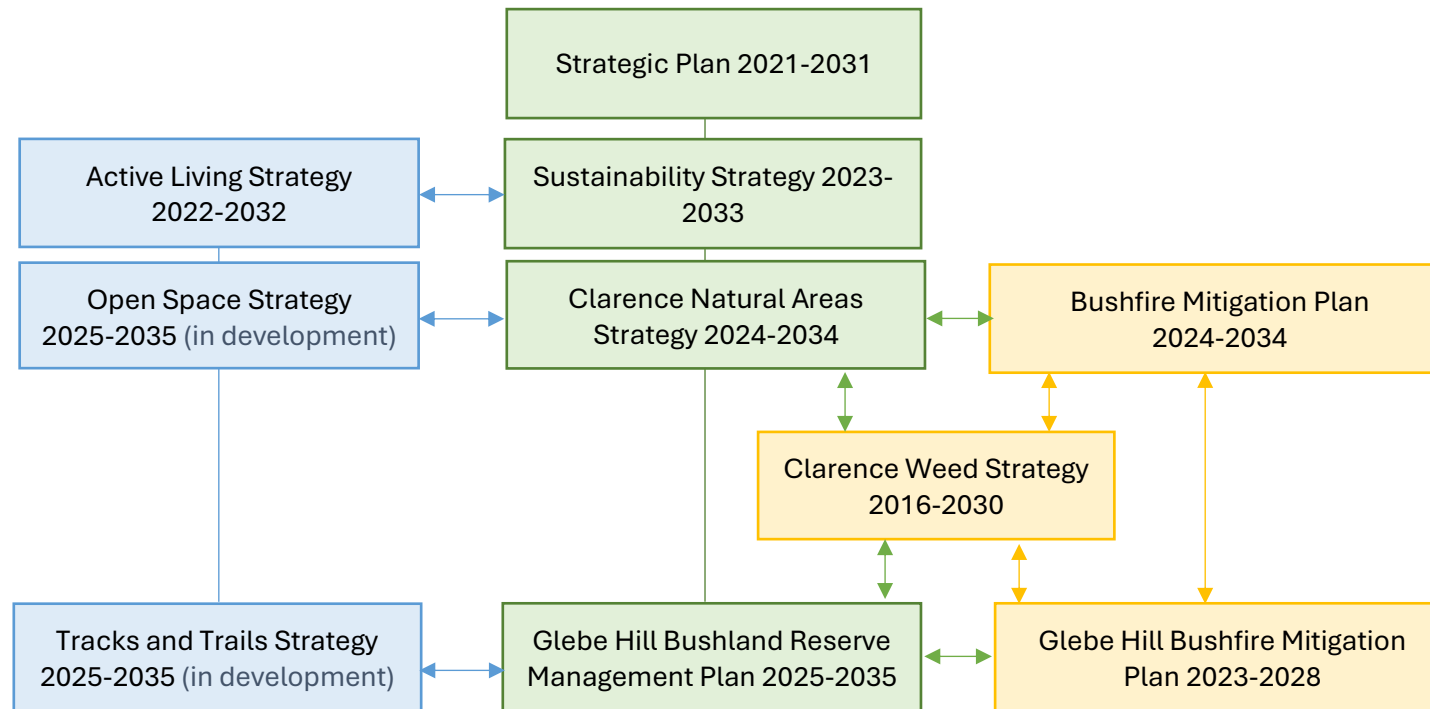 Strategic Plan 2021-2031
Active Living Strategy
2022-2032
Sustainability Strategy 2023-
2033
Open Space Strategy
2025-2035 (in development)
Clarence Natural Areas
Strategy 2024-2034
Bushfire Mitigation Plan
2024-2034
Clarence Weed Strategy
2016-2030
Tracks and Trails Strategy
2025-2035 (in development)
Glebe Hill Bushland Reserve
Management Plan 2025-2035
Glebe Hill Bushfire Mitigation
Plan 2023-2028